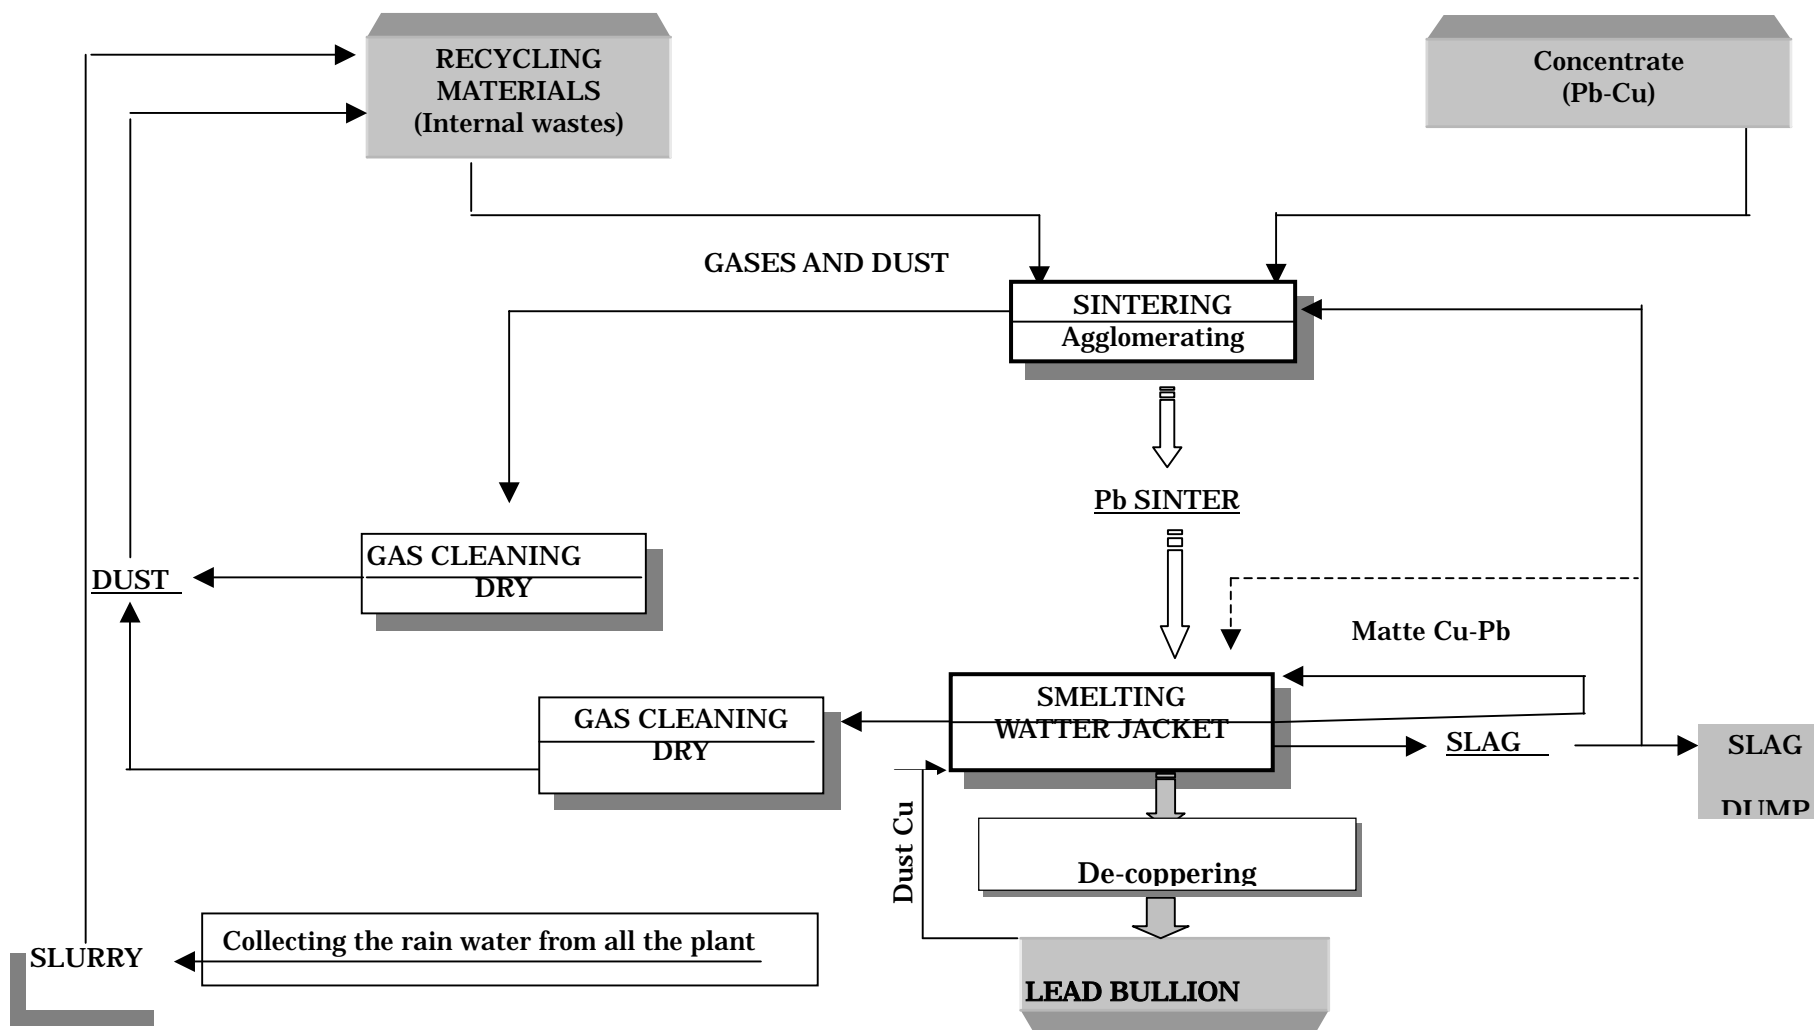 RECYCLING
MATERIALS
(Internal wastes)
Concentrate
(Pb-Cu)
GASES AND DUST
SINTERING
Agglomerating
Pb SINTER
GAS CLEANING
DRY
DUST
Matte Cu-Pb
SMELTING
WATTER JACKET
GAS CLEANING
DRY
SLAG
SLAG
DUMP
Dust Cu
De-coppering
Collecting the rain water from all the plant
SLURRY
LEAD BULLION